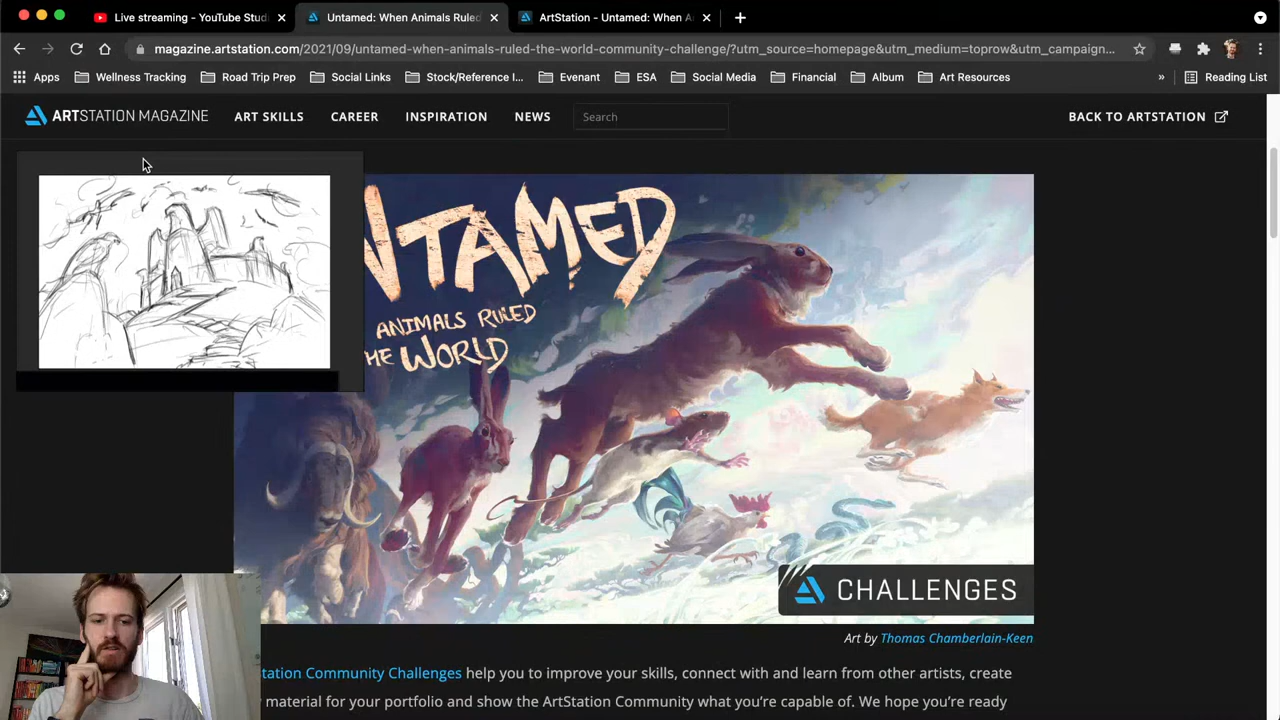 Live streaming - YouTube Stud
Untamed: When Animals Ruled
ArtStation - Untamed: When A
magazine.artstation.com/2021/09/untamed-when-animals-ruled-the-world-community-challenge/?utm_source=homepage&utm_medium=toprow&utm_campaign...
Apps Wellness Tracking Road Trip Prep Social Links Stock/Reference I... Evenant ESA Social Media Financial Album Art Resources » Reading List
ARTSTATION MAGAZINE ART SKILLS CAREER INSPIRATION NEWS Search BACK TO ARTSTATION
NTAMED
ANIMALS RULED
HE WORLD
CHALLENGES
Art by Thomas Chamberlain-Keen
Station Community Challenges help you to improve your skills, connect with and learn from other artists, create
material for your portfolio and show the ArtStation Community what you're capable of. We hope you're ready